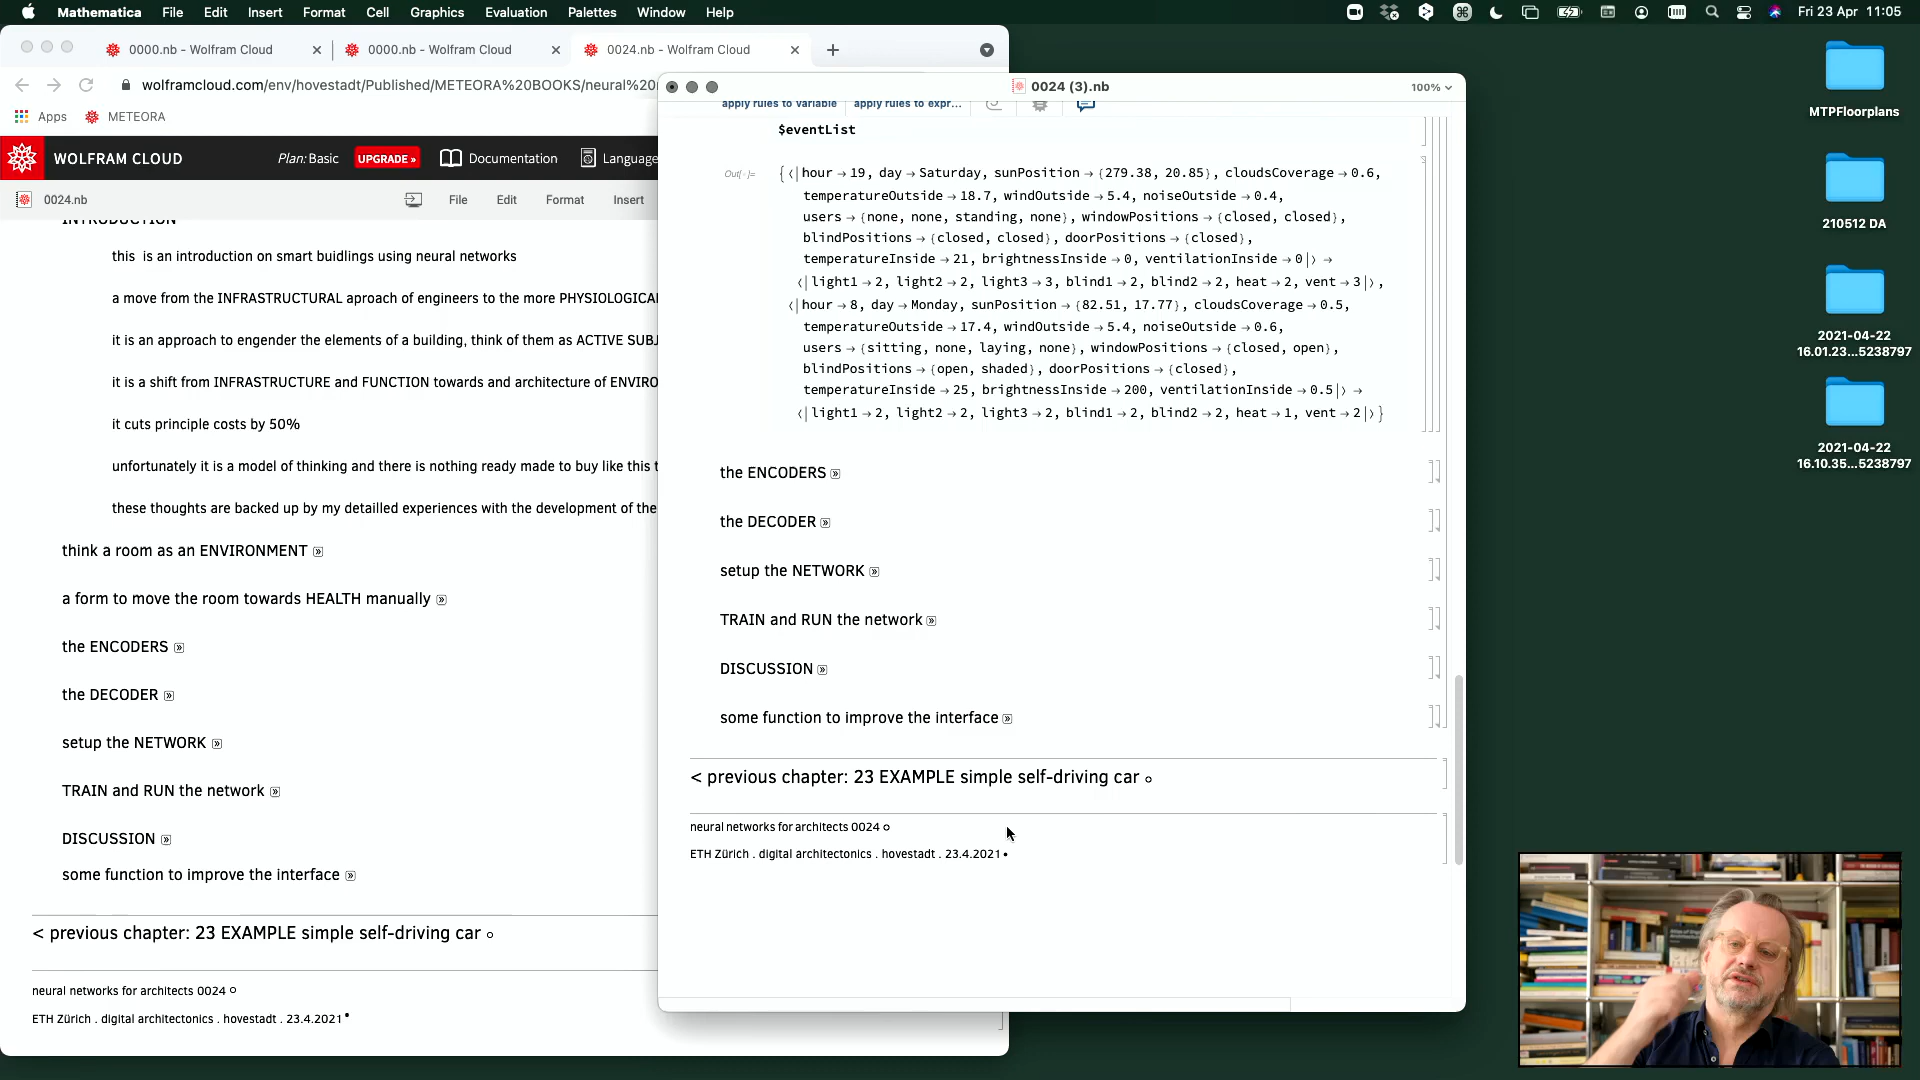 Mathematica File Edit Insert Format Cell Graphics Evaluation Palettes Window Help Fri 23 Apr 11:05
0000.nb - Wolfram Cloud 0000.nb - Wolfram Cloud 0024.nb - Wolfram Cloud
wolframcloud.com/env/hovestadt/Published/METEORA%20BOOKS/neural%20
Apps METEORA
WOLFRAM CLOUD Plan: Basic UPGRADE » Documentation Language
0024.nb File Edit Format Insert
INTRODUCTION
this is an introduction on smart buidlings using neural networks
a move from the INFRASTRUCTURAL aproach of engineers to the more PHYSIOLOGICA
it is an approach to engender the elements of a building, think of them as ACTIVE SUBJ
it is a shift from INFRASTRUCTURE and FUNCTION towards and architecture of ENVIRO
it cuts principle costs by 50%
unfortunately it is a model of thinking and there is nothing ready made to buy like this t
these thoughts are backed up by my detailled experiences with the development of the
think a room as an ENVIRONMENT »
a form to move the room towards HEALTH manually »
the ENCODERS »
the DECODER »
setup the NETWORK »
TRAIN and RUN the network »
DISCUSSION »
some function to improve the interface »
< previous chapter: 23 EXAMPLE simple self-driving car
neural networks for architects 0024
ETH Zürich . digital architectonics . hovestadt . 23.4.2021
0024 (3).nb 100%
apply rules to variable apply rules to expr...
$eventList
Out[]=
{<|hour → 19, day → Saturday, sunPosition → {279.38, 20.85}, cloudsCoverage → 0.6,
temperatureOutside → 18.7, windOutside → 5.4, noiseOutside → 0.4,
users → {none, none, standing, none}, windowPositions → {closed, closed},
blindPositions → {closed, closed}, doorPositions → {closed},
temperatureInside → 21, brightnessInside → 0, ventilationInside → 0|> →
<|light1 → 2, light2 → 2, light3 → 3, blind1 → 2, blind2 → 2, heat → 2, vent → 3|>,
<|hour → 8, day → Monday, sunPosition → {82.51, 17.77}, cloudsCoverage → 0.5,
temperatureOutside → 17.4, windOutside → 5.4, noiseOutside → 0.6,
users → {sitting, none, laying, none}, windowPositions → {closed, open},
blindPositions → {open, shaded}, doorPositions → {closed},
temperatureInside → 25, brightnessInside → 200, ventilationInside → 0.5|> →
<|light1 → 2, light2 → 2, light3 → 2, blind1 → 2, blind2 → 2, heat → 1, vent → 2|>}
the ENCODERS »
the DECODER »
setup the NETWORK »
TRAIN and RUN the network »
DISCUSSION »
some function to improve the interface »
< previous chapter: 23 EXAMPLE simple self-driving car
neural networks for architects 0024
ETH Zürich . digital architectonics . hovestadt . 23.4.2021
MTPFloorplans
210512 DA
2021-04-22
16.01.23...5238797
2021-04-22
16.10.35...5238797